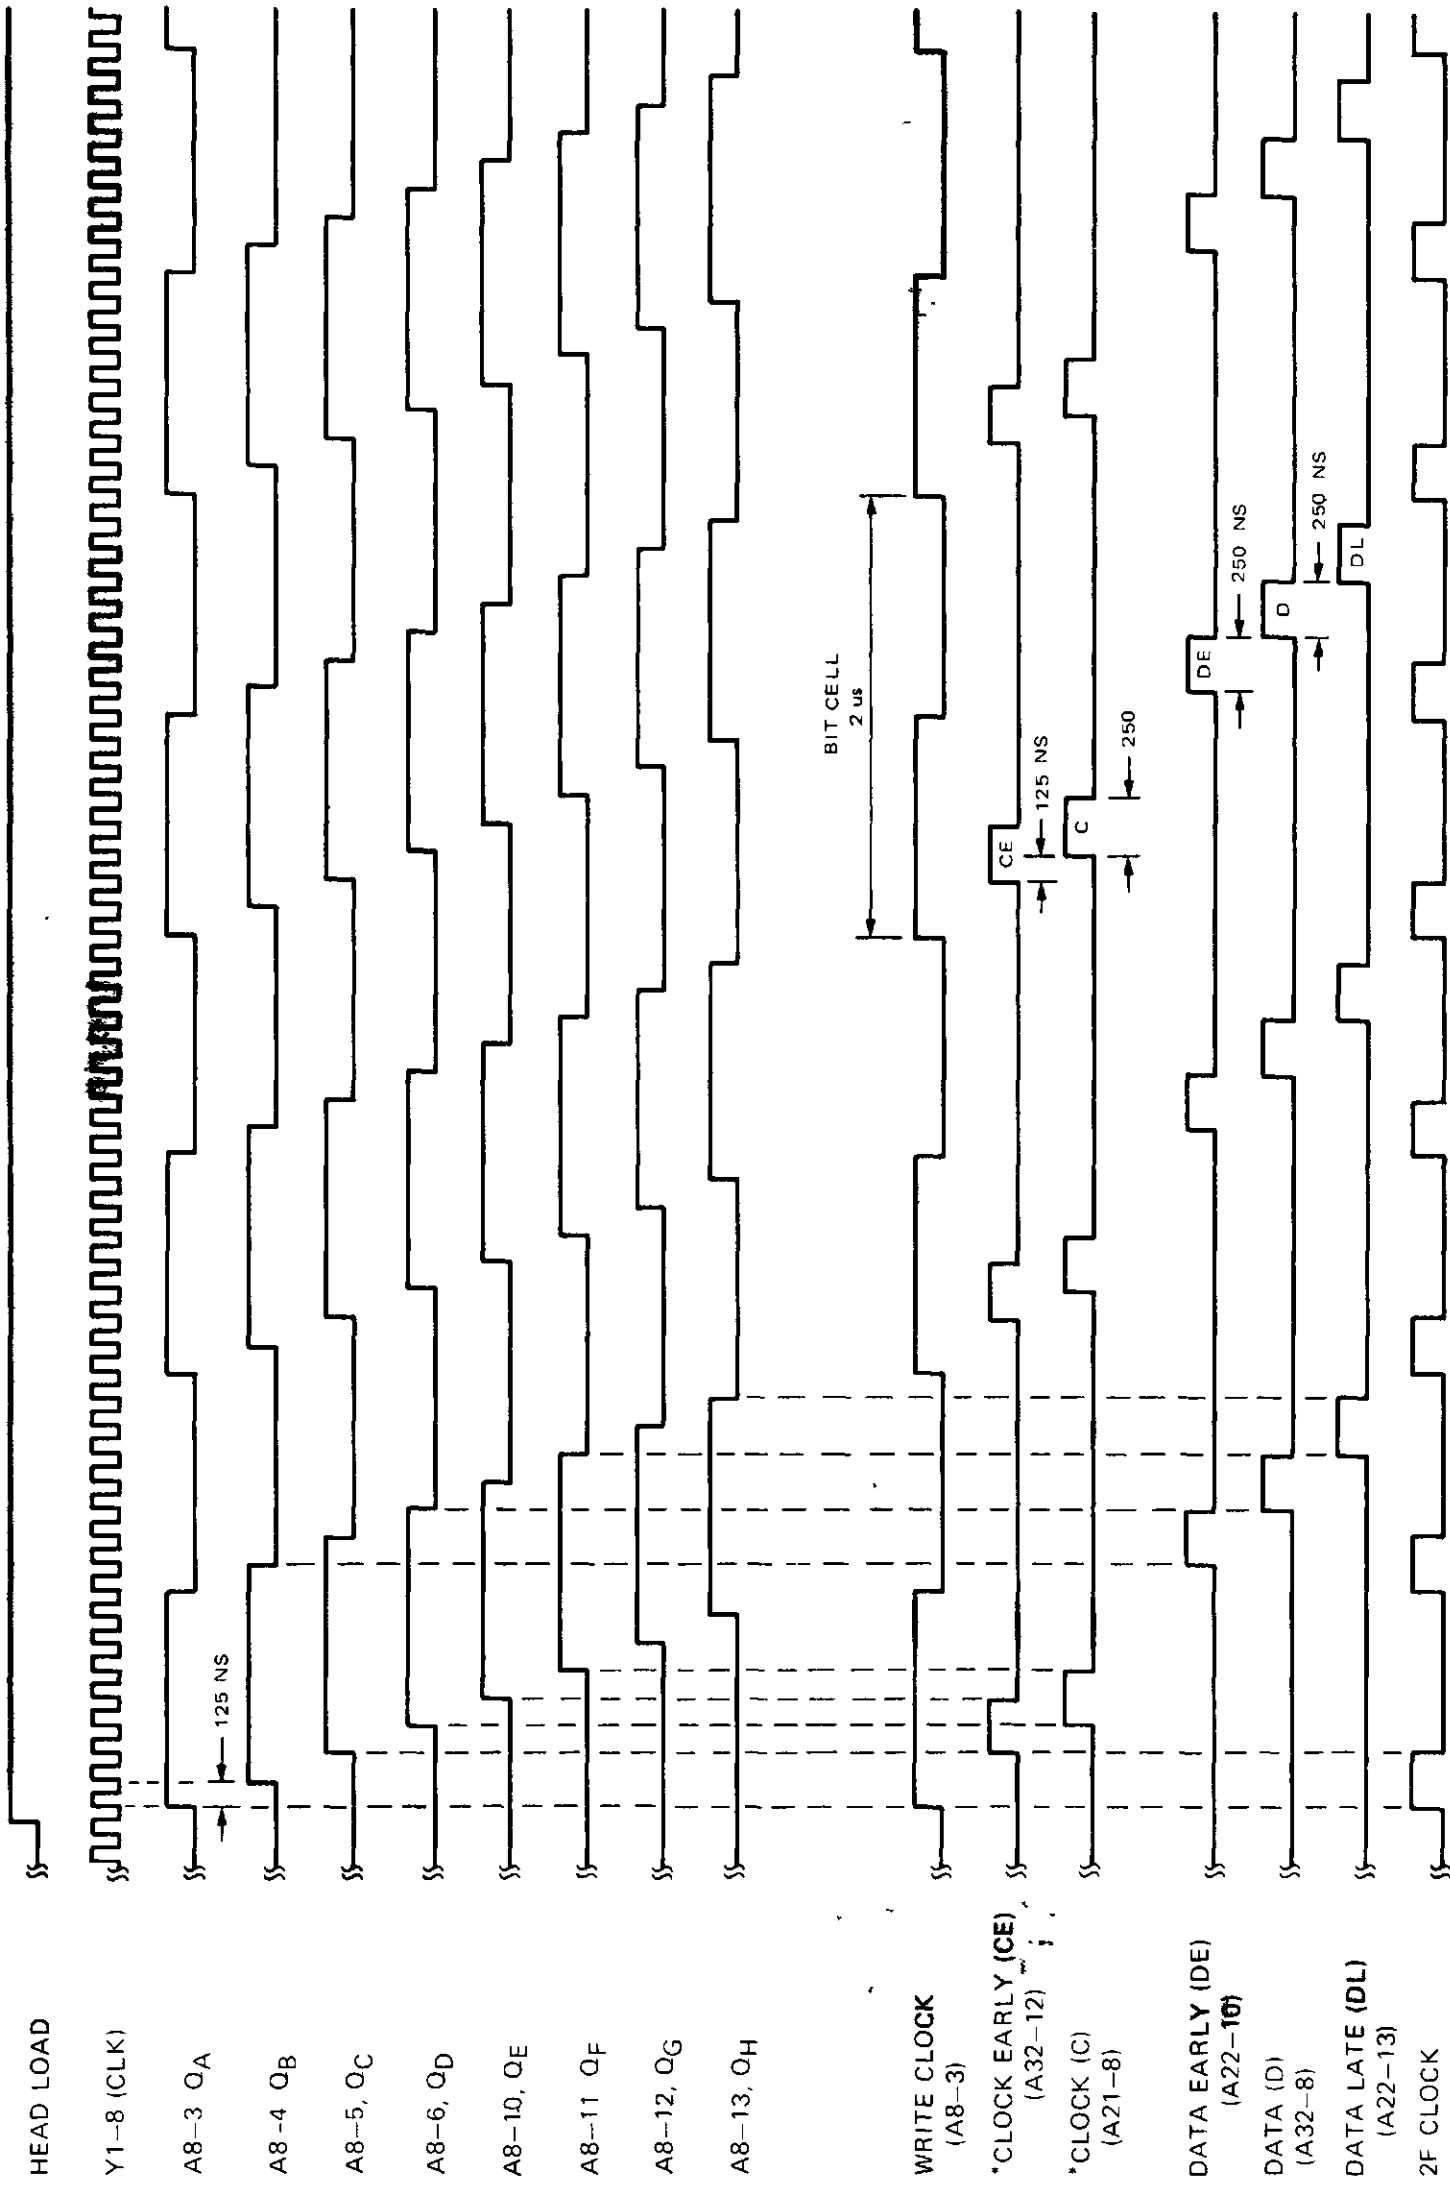 HEAD LOAD
Y1-8 (CLK)
A8-3 QA
125 NS
A8-4 QB
A8-5, QC
A8-6, QD
A8-10, QE
A8-11 QF
A8-12, QG
A8-13, QH
BIT CELL
2 us
WRITE CLOCK
(A8-3)
*CLOCK EARLY (CE)
(A32-12)
CE
125 NS
*CLOCK (C)
(A21-8)
C
250
DATA EARLY (DE)
(A22-10)
DE
250 NS
DATA (D)
(A32-8)
D
250 NS
DATA LATE (DL)
(A22-13)
DL
2F CLOCK